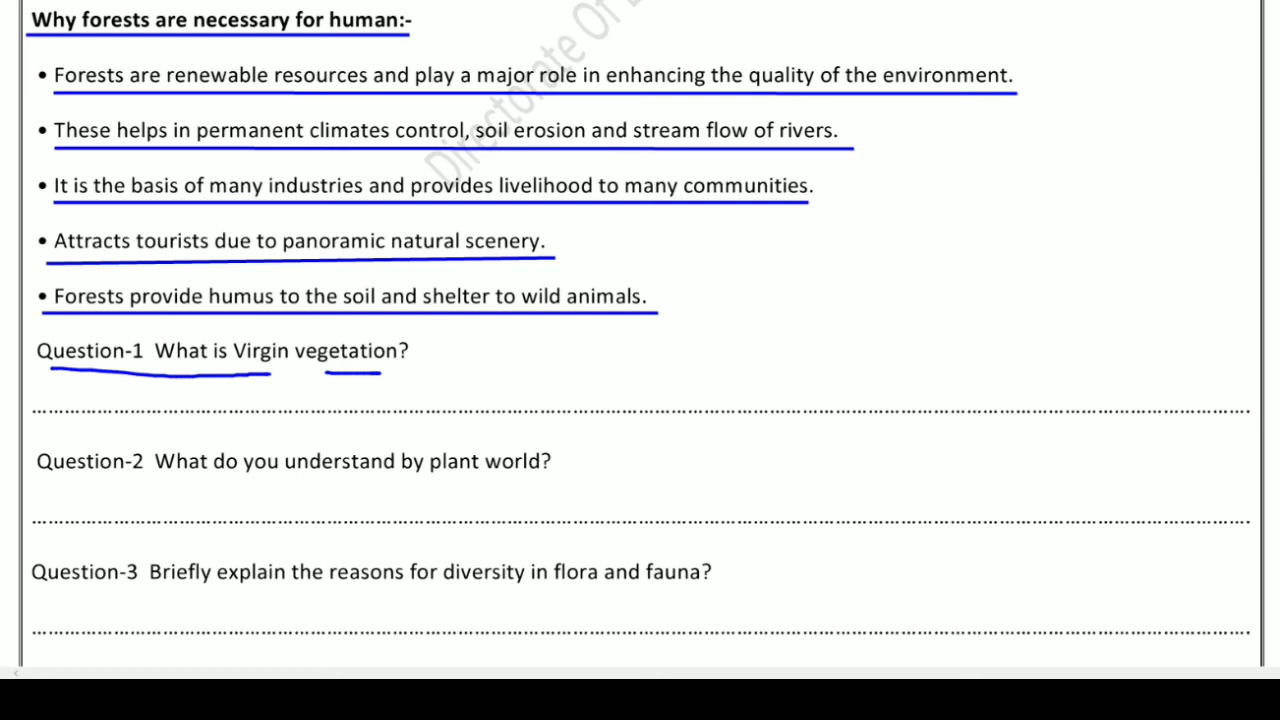 Why forests are necessary for human:-
• Forests are renewable resources and play a major role in enhancing the quality of the environment.
• These helps in permanent climates control, soil erosion and stream flow of rivers.
• It is the basis of many industries and provides livelihood to many communities.
• Attracts tourists due to panoramic natural scenery.
• Forests provide humus to the soil and shelter to wild animals.
Question-1 What is Virgin vegetation?
Question-2 What do you understand by plant world?
Question-3 Briefly explain the reasons for diversity in flora and fauna?
Directorate Of